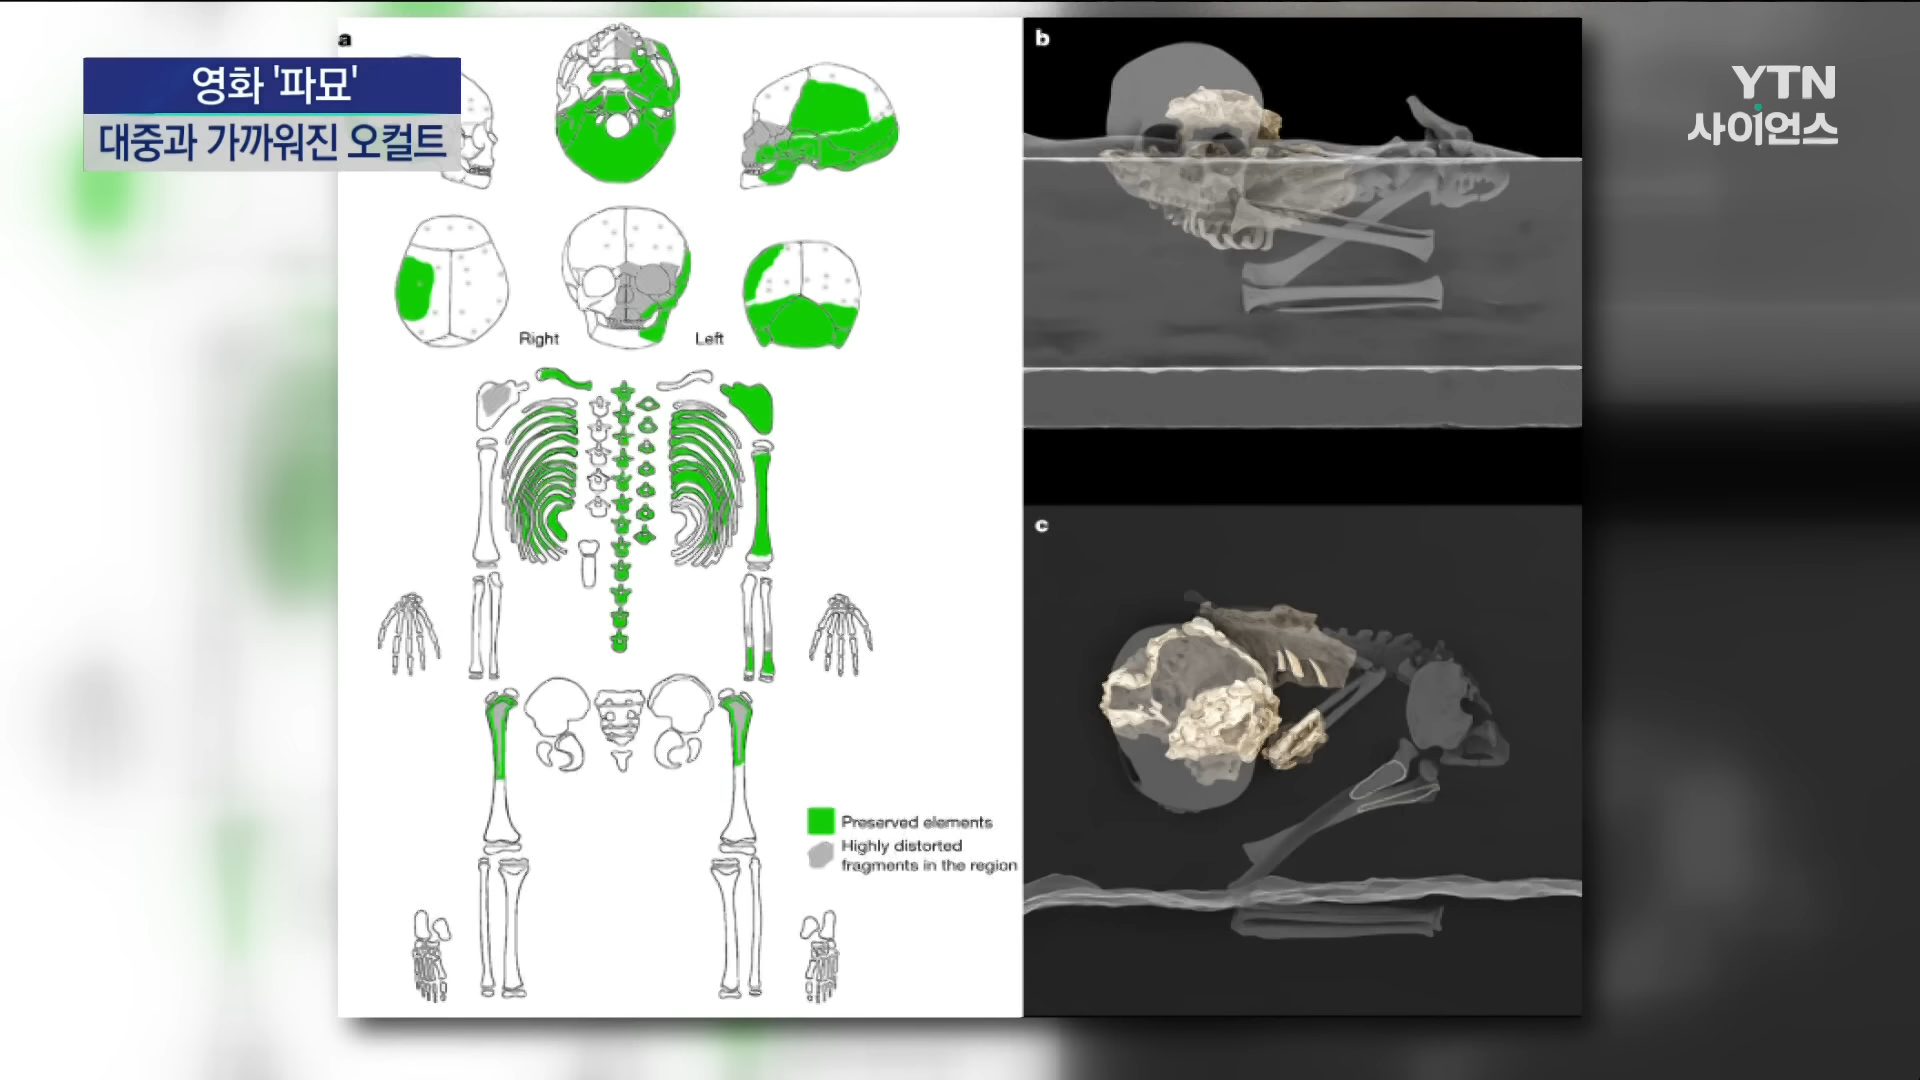 영화 '파묘'
대중과 가까워진 오컬트
YTN
사이언스
a
b
Right
Left
Preserved elements
Highly distorted
fragments in the region
c